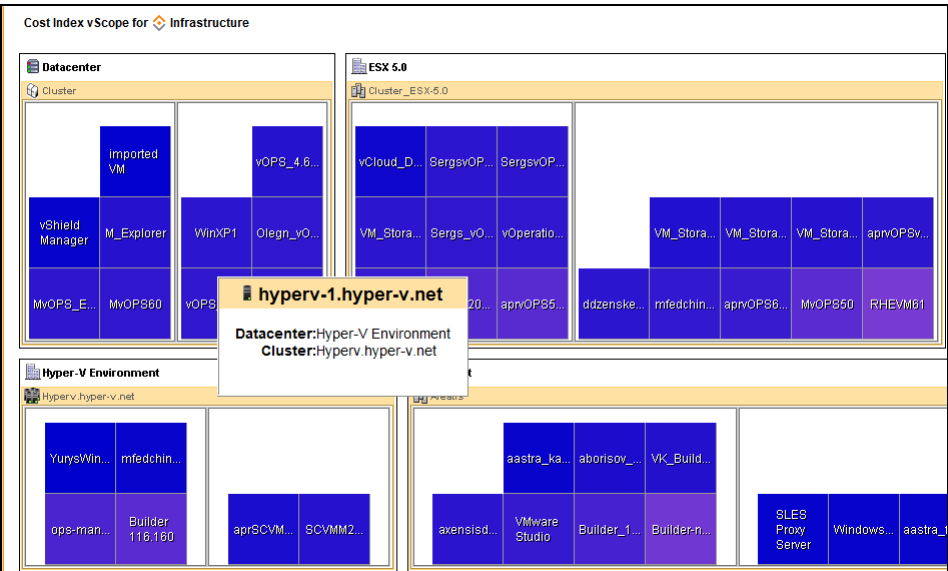 Cost Index vScope for Infrastructure
Datacenter
Cluster
imported
VM
vOPS_4.6...
vShield
Manager
M_Explorer
WinXP1
Olegn_vO...
MvOPS_E...
MvOPS60
vOPS_
ESX 5.0
Cluster_ESX-5.0
vCloud_D...
SergsvOP...
SergsvOP...
VM_Stora...
Sergs_vO...
vOperatio...
20...
aprvOPS5...
VM_Stora...
VM_Stora...
VM_Stora...
aprvOPSv...
ddzenske...
mfedchin...
aprvOPS6...
MvOPS50
RHEVM61
hyperv-1.hyper-v.net
Datacenter:Hyper-V Environment
Cluster:Hyperv.hyper-v.net
Hyper-V Environment
Hyperv.hyper-v.net
YurysWin...
mfedchin...
ops-man...
Builder
116.160
aprSCVM...
SCVMM2...
aastra_ka...
aborisov_...
VK_Build...
axensisd...
VMware
Studio
Builder_1...
Builder-n...
SLES
Proxy
Server
Windows...
aastra_t